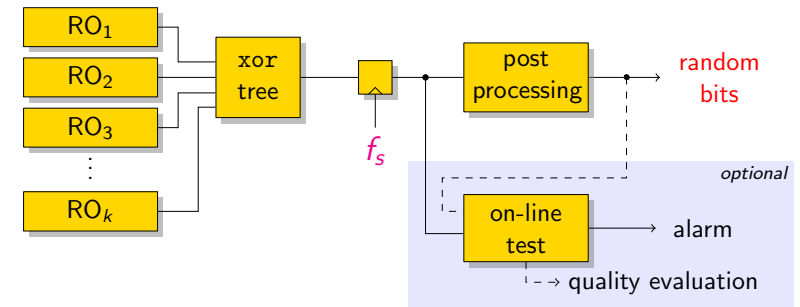 RO₁
RO₂
RO₃
⋮
ROₖ
xor
tree
fₛ
post
processing
random
bits
optional
on-line
test
alarm
quality evaluation